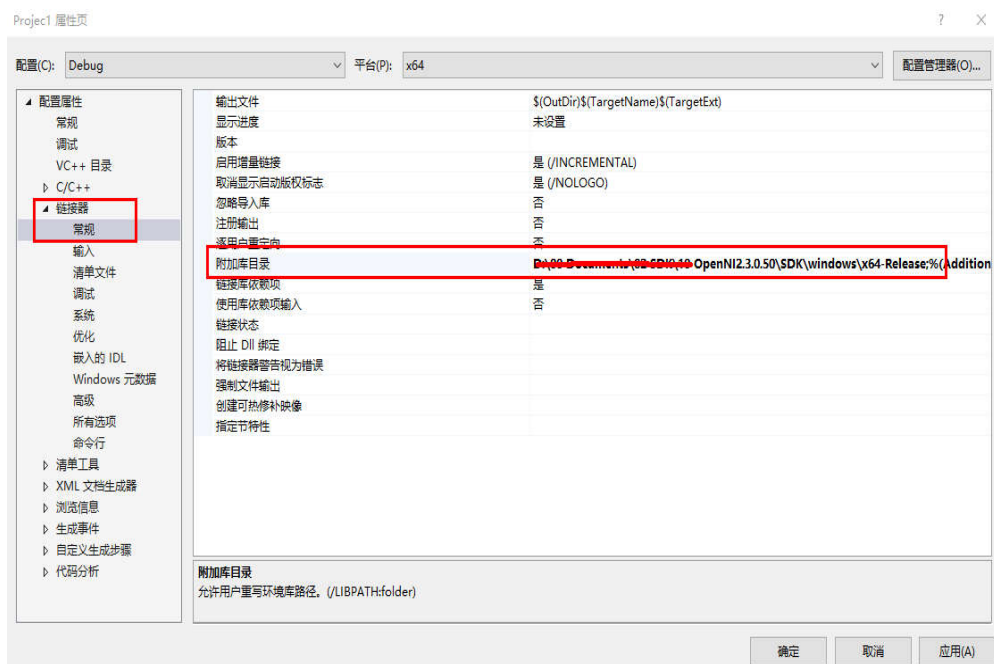 Projec1 属性页
? ×
配置(C): Debug 平台(P): x64 配置管理器(O)...
配置属性
常规
调试
VC++ 目录
C/C++
链接器
常规
输入
清单文件
调试
系统
优化
嵌入的 IDL
Windows 元数据
高级
所有选项
命令行
清单工具
XML 文档生成器
浏览信息
生成事件
自定义生成步骤
代码分析
输出文件 $(OutDir)$(TargetName)$(TargetExt)
显示进度 未设置
版本
启用增量链接 是 (/INCREMENTAL)
取消显示启动版权标志 是 (/NOLOGO)
忽略导入库 否
注册输出 否
逐用户重定向 否
附加库目录 OpenNI2.3.0.50\SDK\windows\x64-Release;%(Addition
链接库依赖项 是
使用库依赖项输入 否
链接状态
阻止 Dll 绑定
将链接器警告视为错误
强制文件输出
创建可热修补映像
指定节特性
附加库目录
允许用户重写环境库路径。(/LIBPATH:folder)
确定 取消 应用(A)